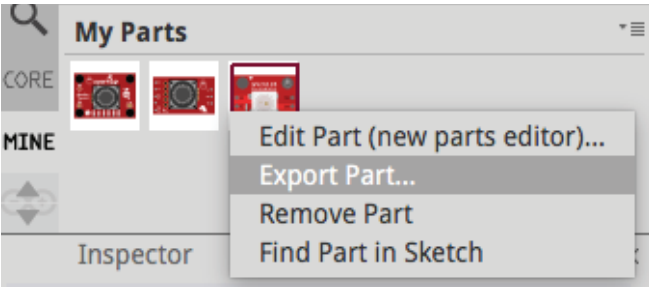 My Parts
CORE
MINE
Edit Part (new parts editor)...
Export Part...
Remove Part
Find Part in Sketch
Inspector